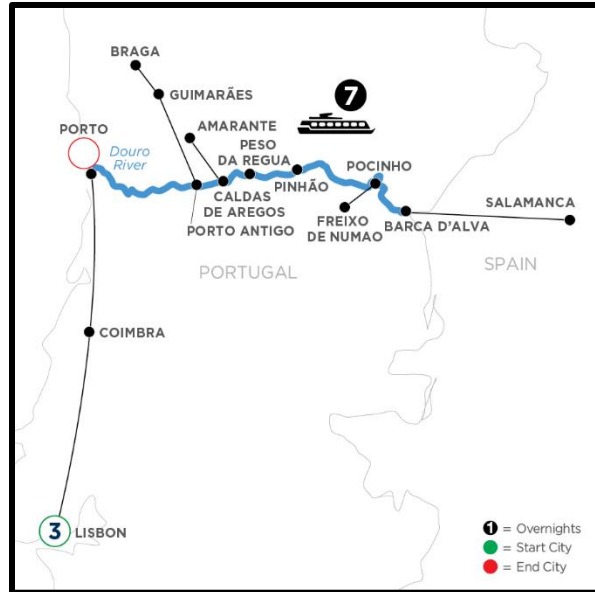 BRAGA
GUIMARÃES
7
AMARANTE
PORTO
Douro
River
PESO
DA REGUA
POCINHO
PINHÃO
CALDAS
DE AREGOS
PORTO ANTIGO
FREIXO
DE NUMAO
BARCA D'ALVA
SALAMANCA
PORTUGAL
SPAIN
COIMBRA
3 LISBON
1 = Overnights
= Start City
= End City